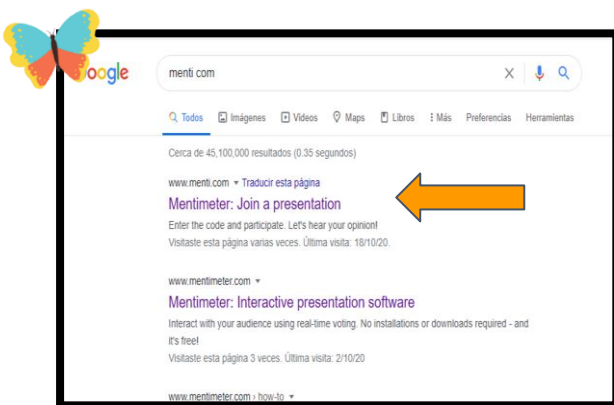 oogle
menti com
Todos Imágenes Videos Maps Libros Más Preferencias Herramientas
Cerca de 45,100,000 resultados (0.35 segundos)
www.menti.com Traducir esta página
Mentimeter: Join a presentation
Enter the code and participate. Let's hear your opinion!
Visitaste esta página varias veces. Última visita: 18/10/20.
www.mentimeter.com
Mentimeter: Interactive presentation software
Interact with your audience using real-time voting. No installations or downloads required - and
it's free!
Visitaste esta página 3 veces. Última visita: 2/10/20
www.mentimeter.com › how-to